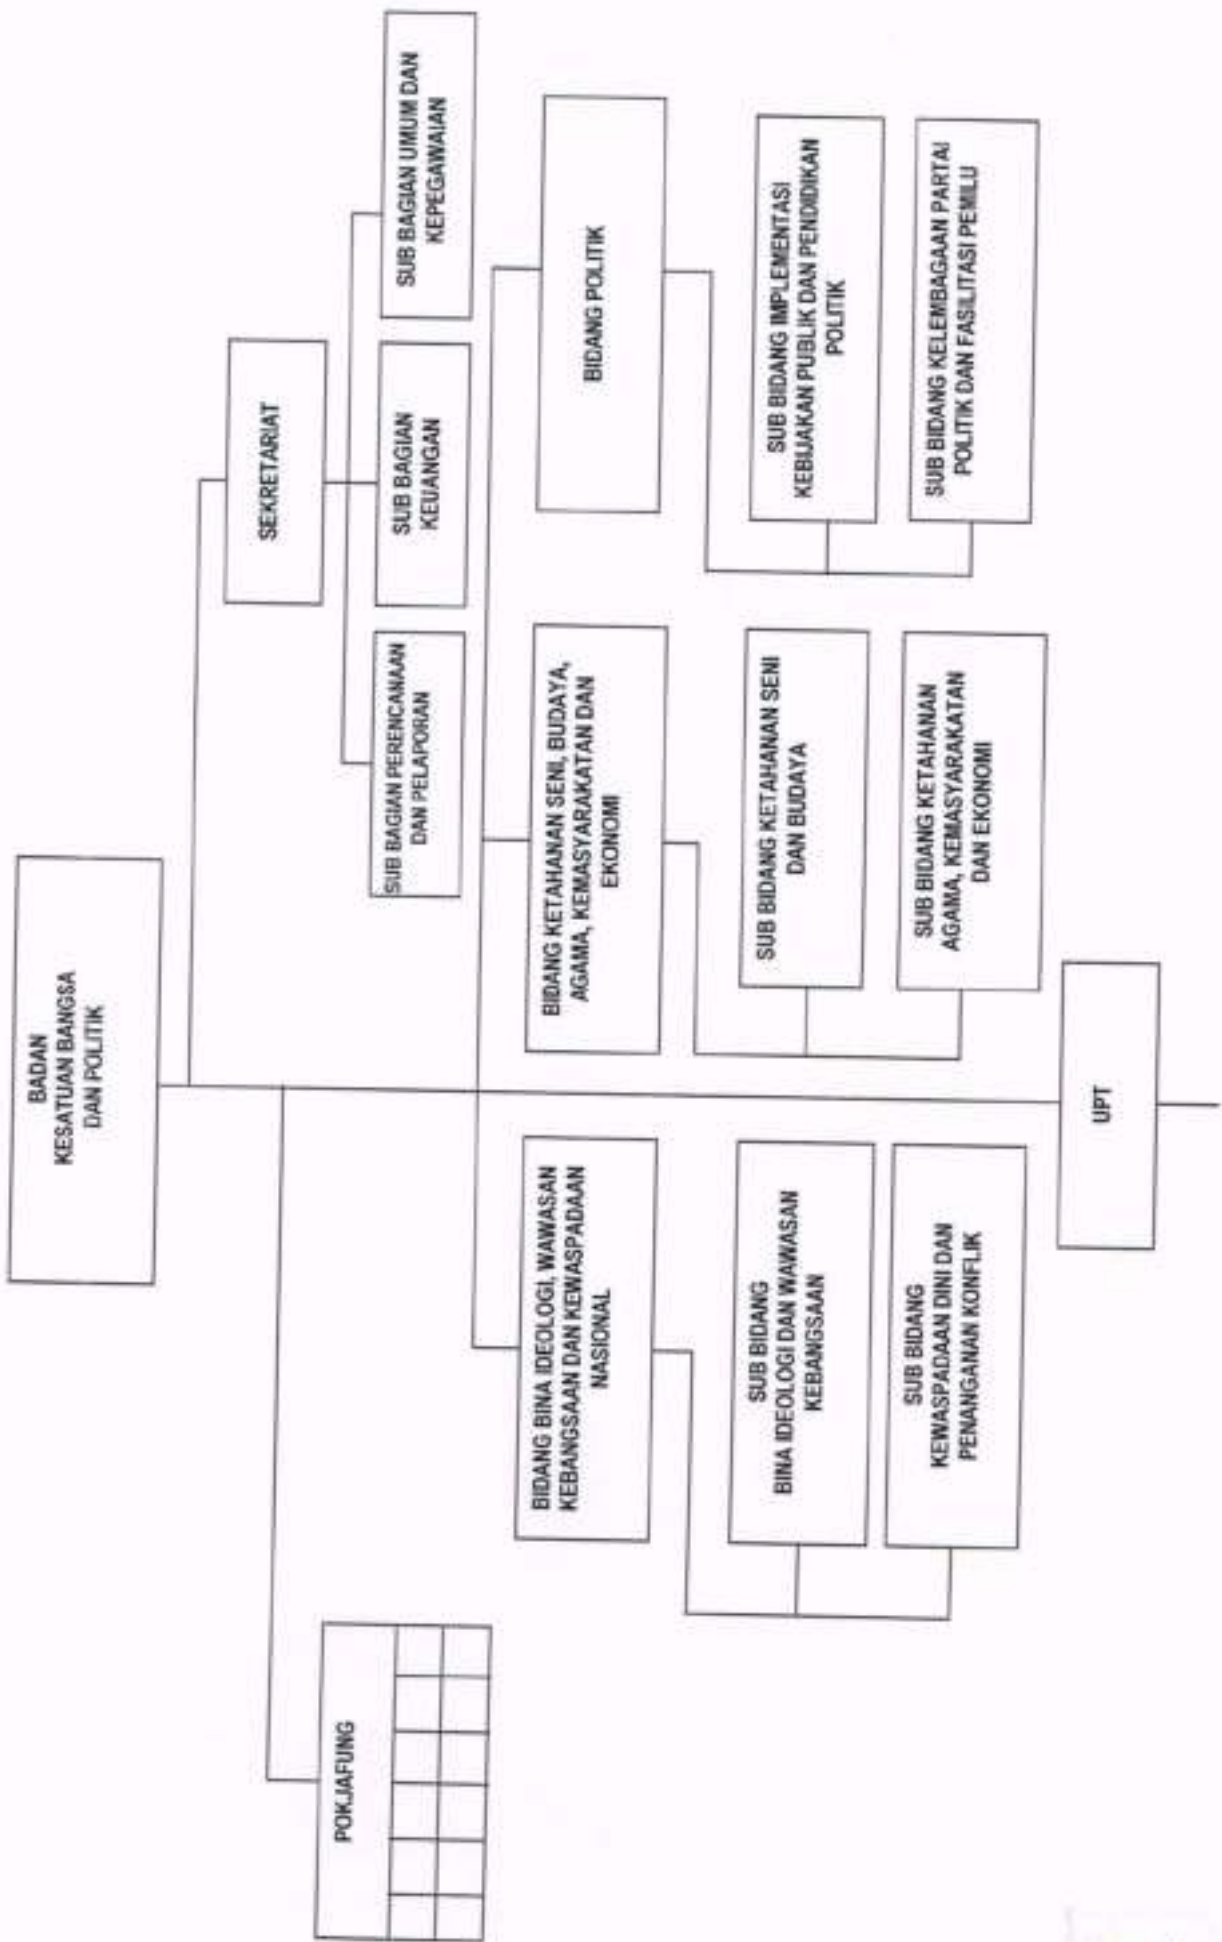 BADAN
KESATUAN BANGSA
DAN POLITIK
SEKRETARIAT
POKJAFUNG
SUB BAGIAN PERENCANAAN
DAN PELAPORAN
SUB BAGIAN
KEUANGAN
SUB BAGIAN UMUM DAN
KEPEGAWAIAN
BIDANG BINA IDEOLOGI, WAWASAN
KEBANGSAAN DAN KEWASPADAAN
NASIONAL
BIDANG KETAHANAN SENI, BUDAYA,
AGAMA, KEMASYARAKATAN DAN
EKONOMI
BIDANG POLITIK
SUB BIDANG
BINA IDEOLOGI DAN WAWASAN
KEBANGSAAN
SUB BIDANG KETAHANAN SENI
DAN BUDAYA
SUB BIDANG IMPLEMENTASI
KEBIJAKAN PUBLIK DAN PENDIDIKAN
POLITIK
SUB BIDANG
KEWASPADAAN DINI DAN
PENANGANAN KONFLIK
SUB BIDANG KETAHANAN
AGAMA, KEMASYARAKATAN
DAN EKONOMI
SUB BIDANG KELEMBAGAAN PARTAI
POLITIK DAN FASILITASI PEMILU
UPT